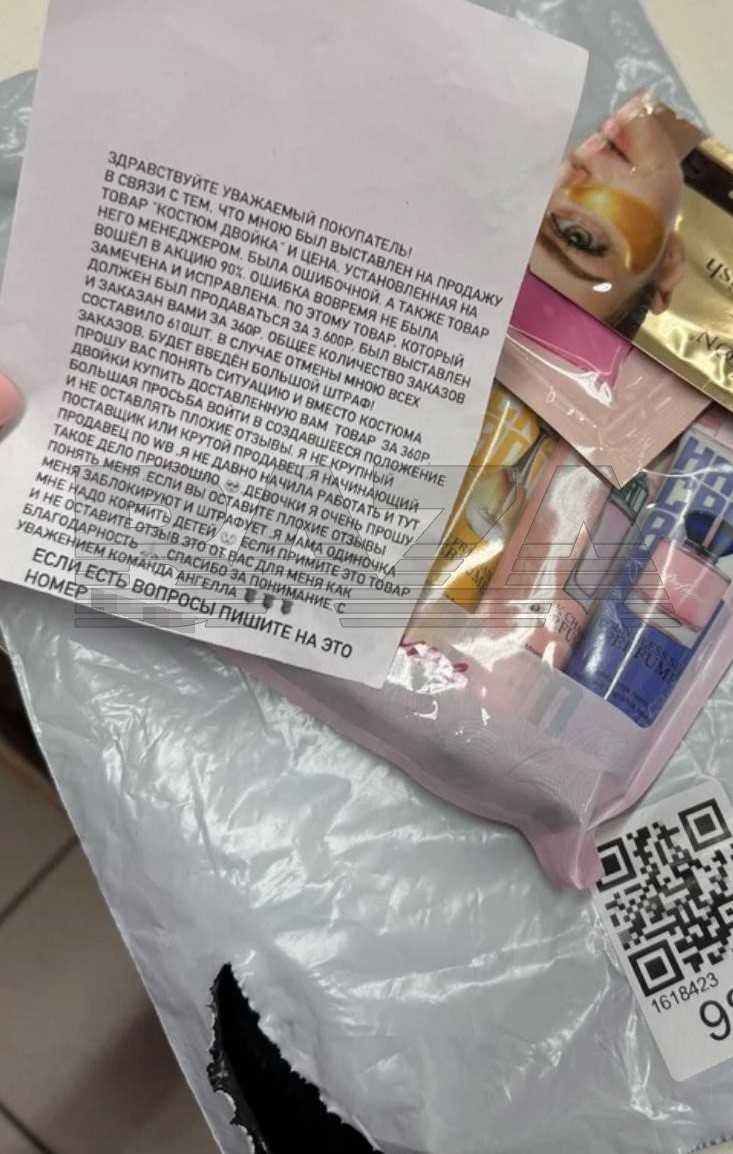 ЗДРАВСТВУЙТЕ УВАЖАЕМЫЙ ПОКУПАТЕЛЬ!
В СВЯЗИ С ТЕМ, ЧТО МНОЮ БЫЛ ВЫСТАВЛЕН НА ПРОДАЖУ
ТОВАР "КОСТЮМ ДВОЙКА" И ЦЕНА, УСТАНОВЛЕННАЯ НА
НЕГО МЕНЕДЖЕРОМ, БЫЛА ОШИБОЧНОЙ, А ТАКЖЕ ТОВАР
ВОШЁЛ В АКЦИЮ 90%. ОШИБКА ВОВРЕМЯ НЕ БЫЛА
ЗАМЕЧЕНА И ИСПРАВЛЕНА. ПО ЭТОМУ ТОВАР, КОТОРЫЙ
ДОЛЖЕН БЫЛ ПРОДАВАТЬСЯ ЗА 3.600Р. БЫЛ ВЫСТАВЛЕН
И ЗАКАЗАН ВАМИ ЗА 360Р. ОБЩЕЕ КОЛИЧЕСТВО ЗАКАЗОВ
СОСТАВИЛО 610ШТ. В СЛУЧАЕ ОТМЕНЫ МНОЮ ВСЕХ
ЗАКАЗОВ, БУДЕТ ВВЕДЁН БОЛЬШОЙ ШТРАФ!
ПРОШУ ВАС ПОНЯТЬ СИТУАЦИЮ И ВМЕСТО КОСТЮМА
ДВОЙКИ КУПИТЬ ДОСТАВЛЕННУЮ ВАМ ТОВАР ЗА 360Р.
БОЛЬШАЯ ПРОСЬБА ВОЙТИ В СОЗДАВШЕЕСЯ ПОЛОЖЕНИЕ
И НЕ ОСТАВЛЯТЬ ПЛОХИЕ ОТЗЫВЫ. Я НЕ КРУПНЫЙ
ПОСТАВЩИК ИЛИ КРУТОЙ ПРОДАВЕЦ .Я НАЧИНАЮЩИЙ
ПРОДАВЕЦ ПО WB .Я НЕ ДАВНО НАЧИЛА РАБОТАТЬ И ТУТ
ТАКОЕ ДЕЛО ПРОИЗОШЛО 😭 ДЕВОЧКИ Я ОЧЕНЬ ПРОШУ
ПОНЯТЬ МЕНЯ .ЕСЛИ ВЫ ОСТАВИТЕ ПЛОХИЕ ОТЗЫВЫ
МЕНЯ ЗАБЛОКИРУЮТ И ШТРАФУЕТ .Я МАМА ОДИНОЧКА
МНЕ НАДО КОРМИТЬ ДЕТЕЙ 😭 ЕСЛИ ПРИМИТЕ ЭТО ТОВАР
И НЕ ОСТАВИТЕ ОТЗЫВ ЭТО ОТ ВАС ДЛЯ МЕНЯ КАК
БЛАГОДАРНОСТЬ 🙏 СПАСИБО ЗА ПОНИМАНИЕ С
УВАЖЕНИЕМ КОМАНДА АНГЕЛЛА 🌹🌹🌹
ЕСЛИ ЕСТЬ ВОПРОСЫ ПИШИТЕ НА ЭТО
НОМЕР
BAZA
1618423